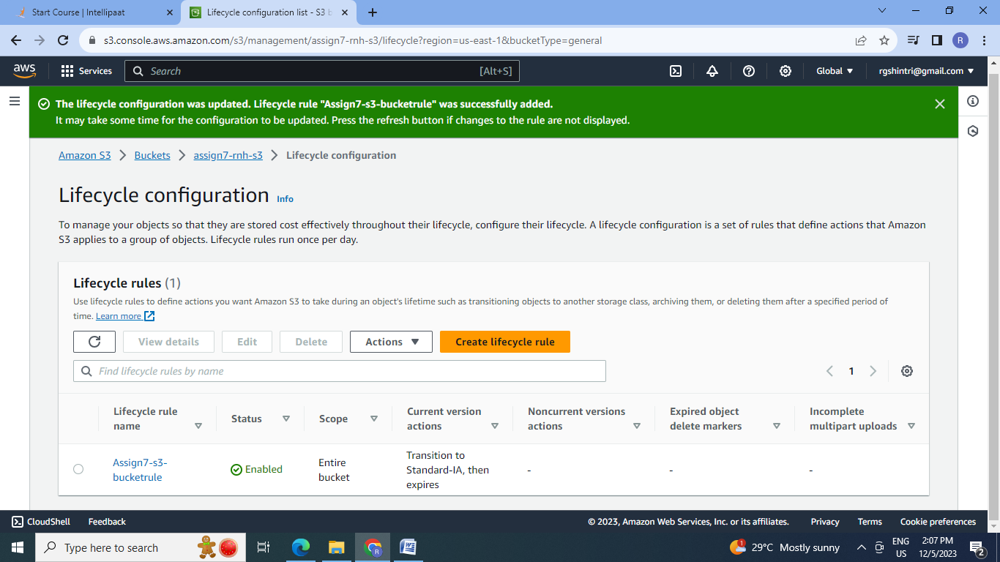 Start Course | Intellipaat
Lifecycle configuration list - S3 b
s3.console.aws.amazon.com/s3/management/assign7-rnh-s3/lifecycle?region=us-east-1&bucketType=general
R
aws
Services
Search
[Alt+S]
Global
rgshintri@gmail.com
The lifecycle configuration was updated. Lifecycle rule "Assign7-s3-bucketrule" was successfully added.
It may take some time for the configuration to be updated. Press the refresh button if changes to the rule are not displayed.
Amazon S3 > Buckets > assign7-rnh-s3 > Lifecycle configuration
Lifecycle configuration Info
To manage your objects so that they are stored cost effectively throughout their lifecycle, configure their lifecycle. A lifecycle configuration is a set of rules that define actions that Amazon
S3 applies to a group of objects. Lifecycle rules run once per day.
Lifecycle rules (1)
Use lifecycle rules to define actions you want Amazon S3 to take during an object's lifetime such as transitioning objects to another storage class, archiving them, or deleting them after a specified period of
time. Learn more
View details
Edit
Delete
Actions
Create lifecycle rule
Find lifecycle rules by name
1
Lifecycle rule
name
Status
Scope
Current version
actions
Noncurrent versions
actions
Expired object
delete markers
Incomplete
multipart uploads
Assign7-s3-
bucketrule
Enabled
Entire
bucket
Transition to
Standard-IA, then
expires
-
-
-
CloudShell
Feedback
© 2023, Amazon Web Services, Inc. or its affiliates.
Privacy
Terms
Cookie preferences
Type here to search
R
1
29°C Mostly sunny
ENG
US
2:07 PM
12/5/2023
2